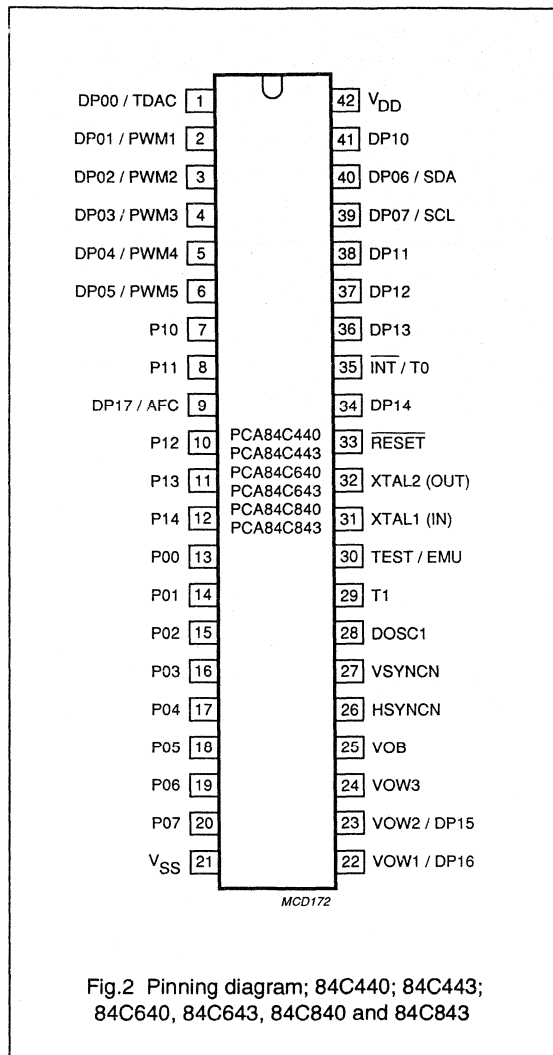 DP00 / TDAC 1 42 VDD
DP01 / PWM1 2 41 DP10
DP02 / PWM2 3 40 DP06 / SDA
DP03 / PWM3 4 39 DP07 / SCL
DP04 / PWM4 5 38 DP11
DP05 / PWM5 6 37 DP12
P10 7 36 DP13
P11 8 35 INT / T0
DP17 / AFC 9 34 DP14
P12 10 PCA84C440 33 RESET
PCA84C443
P13 11 PCA84C640 32 XTAL2 (OUT)
PCA84C643
P14 12 PCA84C840 31 XTAL1 (IN)
PCA84C843
P00 13 30 TEST / EMU
P01 14 29 T1
P02 15 28 DOSC1
P03 16 27 VSYNCN
P04 17 26 HSYNCN
P05 18 25 VOB
P06 19 24 VOW3
P07 20 23 VOW2 / DP15
VSS 21 22 VOW1 / DP16
MCD172
Fig.2 Pinning diagram; 84C440; 84C443;
84C640, 84C643, 84C840 and 84C843